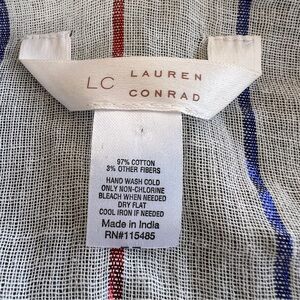 LC LAUREN
CONRAD
97% COTTON
3% OTHER FIBERS
HAND WASH COLD
ONLY NON-CHLORINE
BLEACH WHEN NEEDED
DRY FLAT
COOL IRON IF NEEDED
Made in India
RN#115485